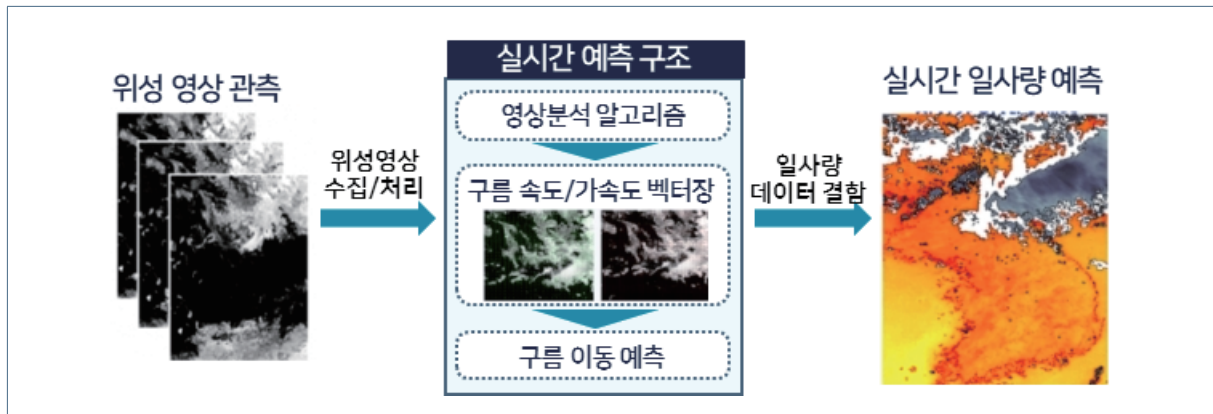 위성 영상 관측
위성영상
수집/처리
실시간 예측 구조
영상분석 알고리즘
구름 속도/가속도 벡터장
구름 이동 예측
일사량
데이터 결함
실시간 일사량 예측